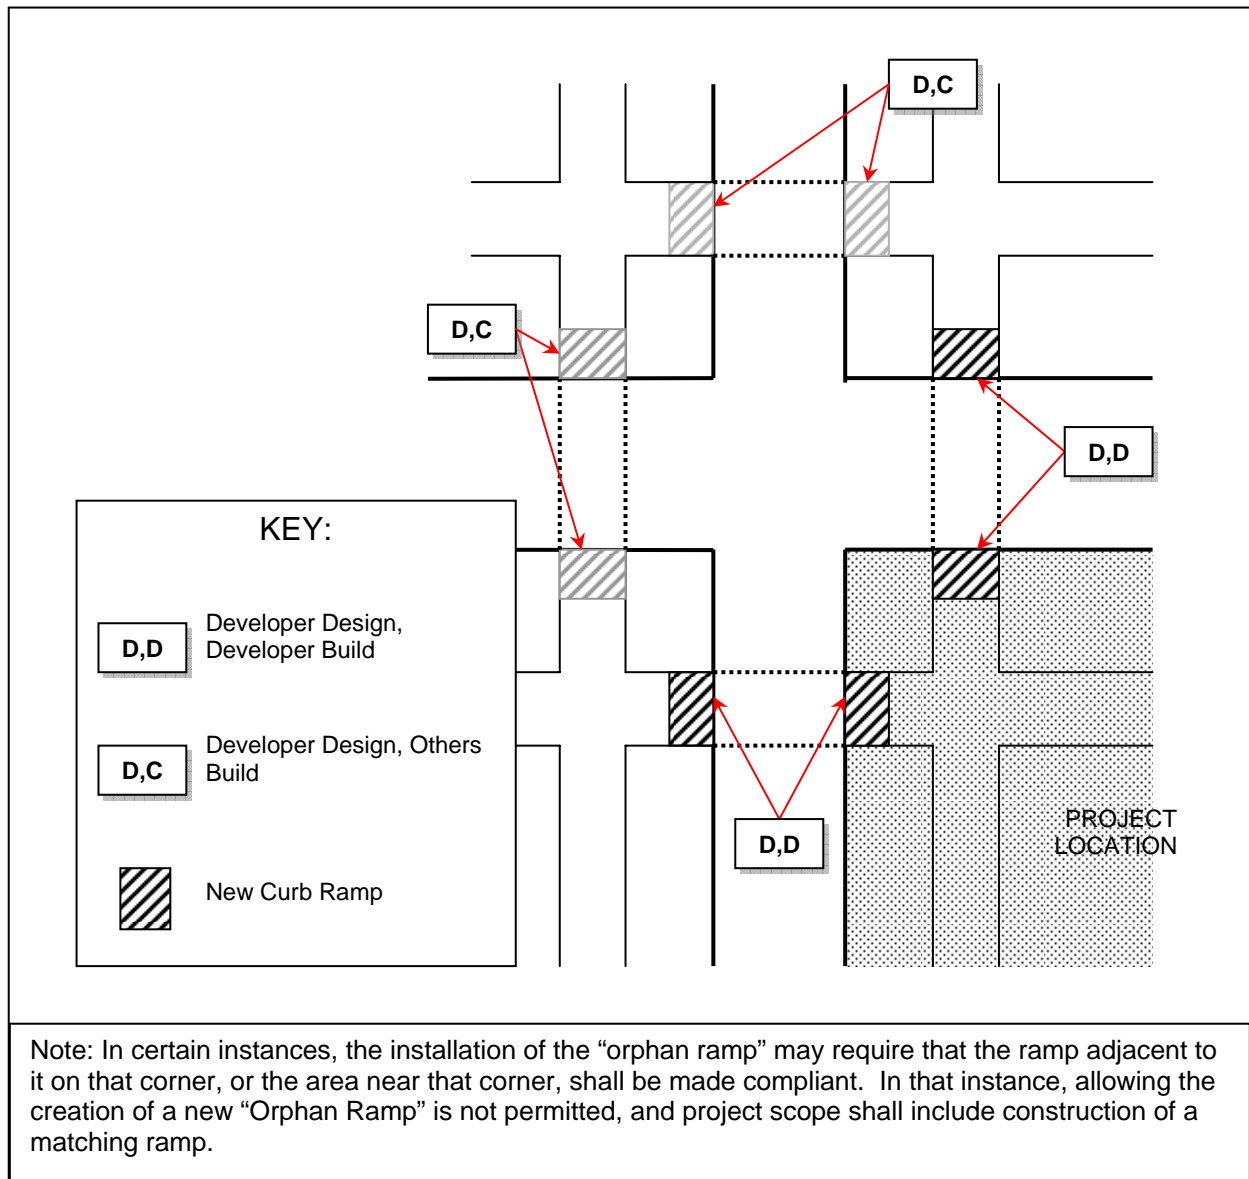 D,C
D,C
D,D
KEY:
D,D
Developer Design,
Developer Build
D,C
Developer Design, Others
Build
New Curb Ramp
D,D
PROJECT
LOCATION
Note: In certain instances, the installation of the “orphan ramp” may require that the ramp adjacent to
it on that corner, or the area near that corner, shall be made compliant.  In that instance, allowing the
creation of a new “Orphan Ramp” is not permitted, and project scope shall include construction of a
matching ramp.